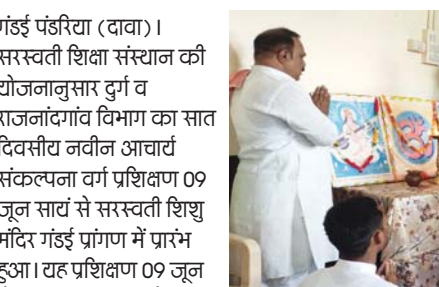 गंडई पंडरिया (दावा)।
सरस्वती शिक्षा संस्थान की
योजनानुसार दुर्ग व
राजनांदगांव विभाग का सात
दिवसीय नवीन आचार्य
संकल्पना वर्ग प्रशिक्षण 09
जून सायं से सरस्वती शिशु
मंदिर गंडई प्रांगण में प्रारंभ
हुआ। यह प्रशिक्षण 09 जून